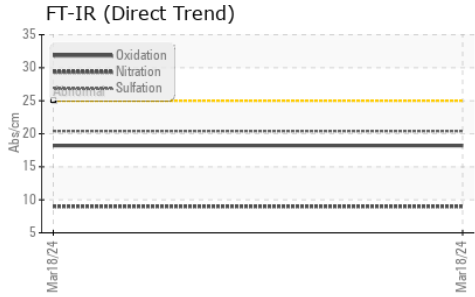 FT-IR (Direct Trend)
35
30
25
20
15
10
5
Abs/cm
Oxidation
Nitration
Sulfation
Abnormal
Mar18/24
Mar18/24